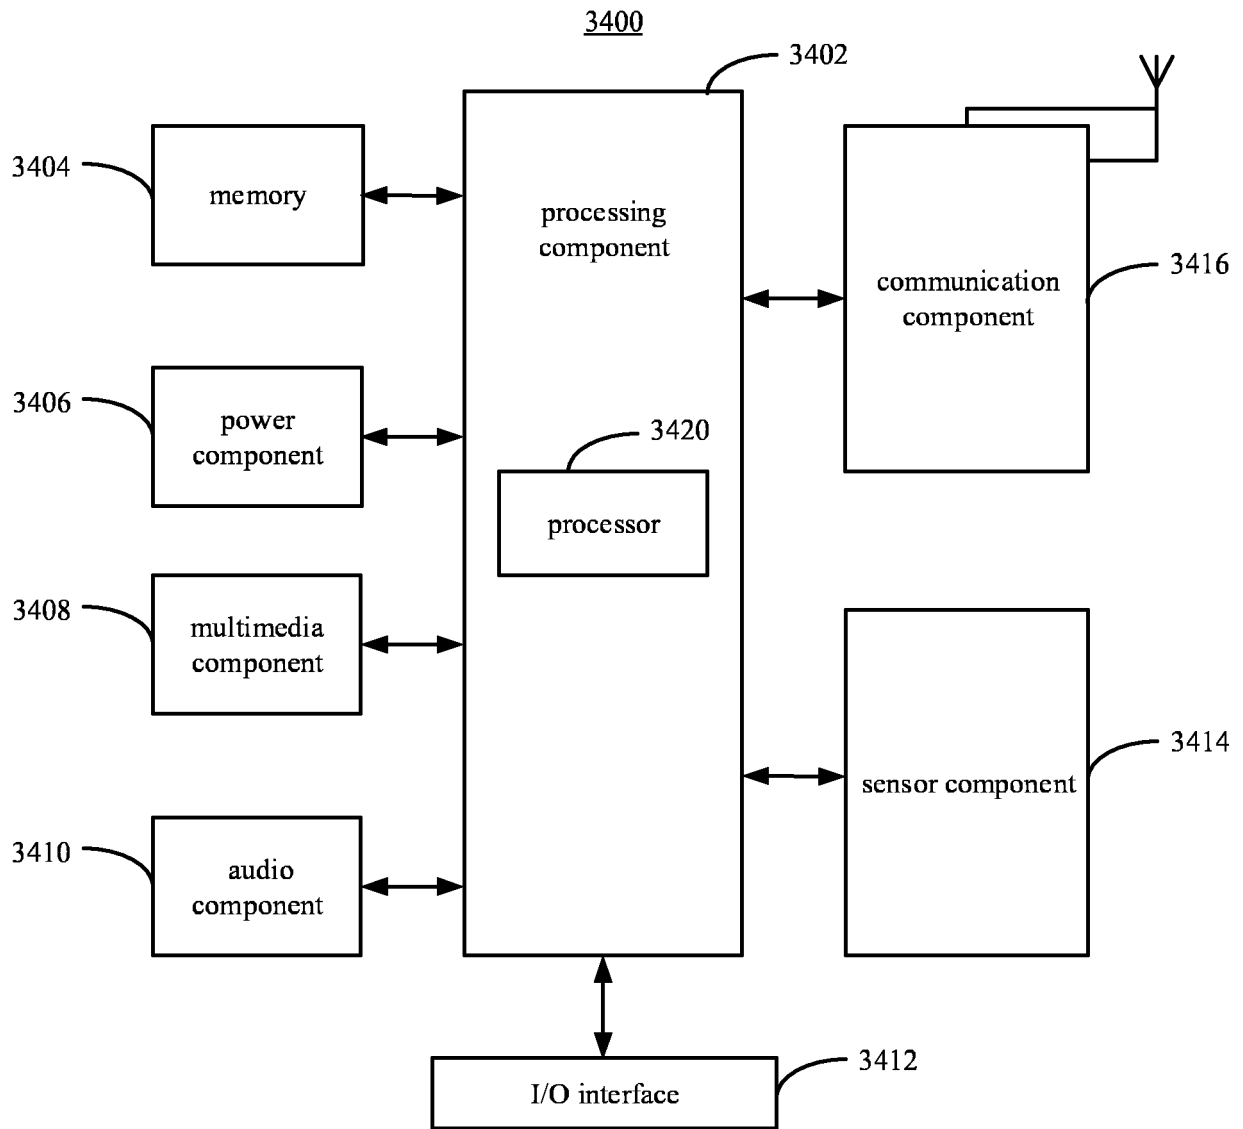 3400
3402
3404
memory
processing
component
communication
component
3416
3406
power
component
3420
processor
3408
multimedia
component
3414
sensor component
3410
audio
component
3412
I/O interface